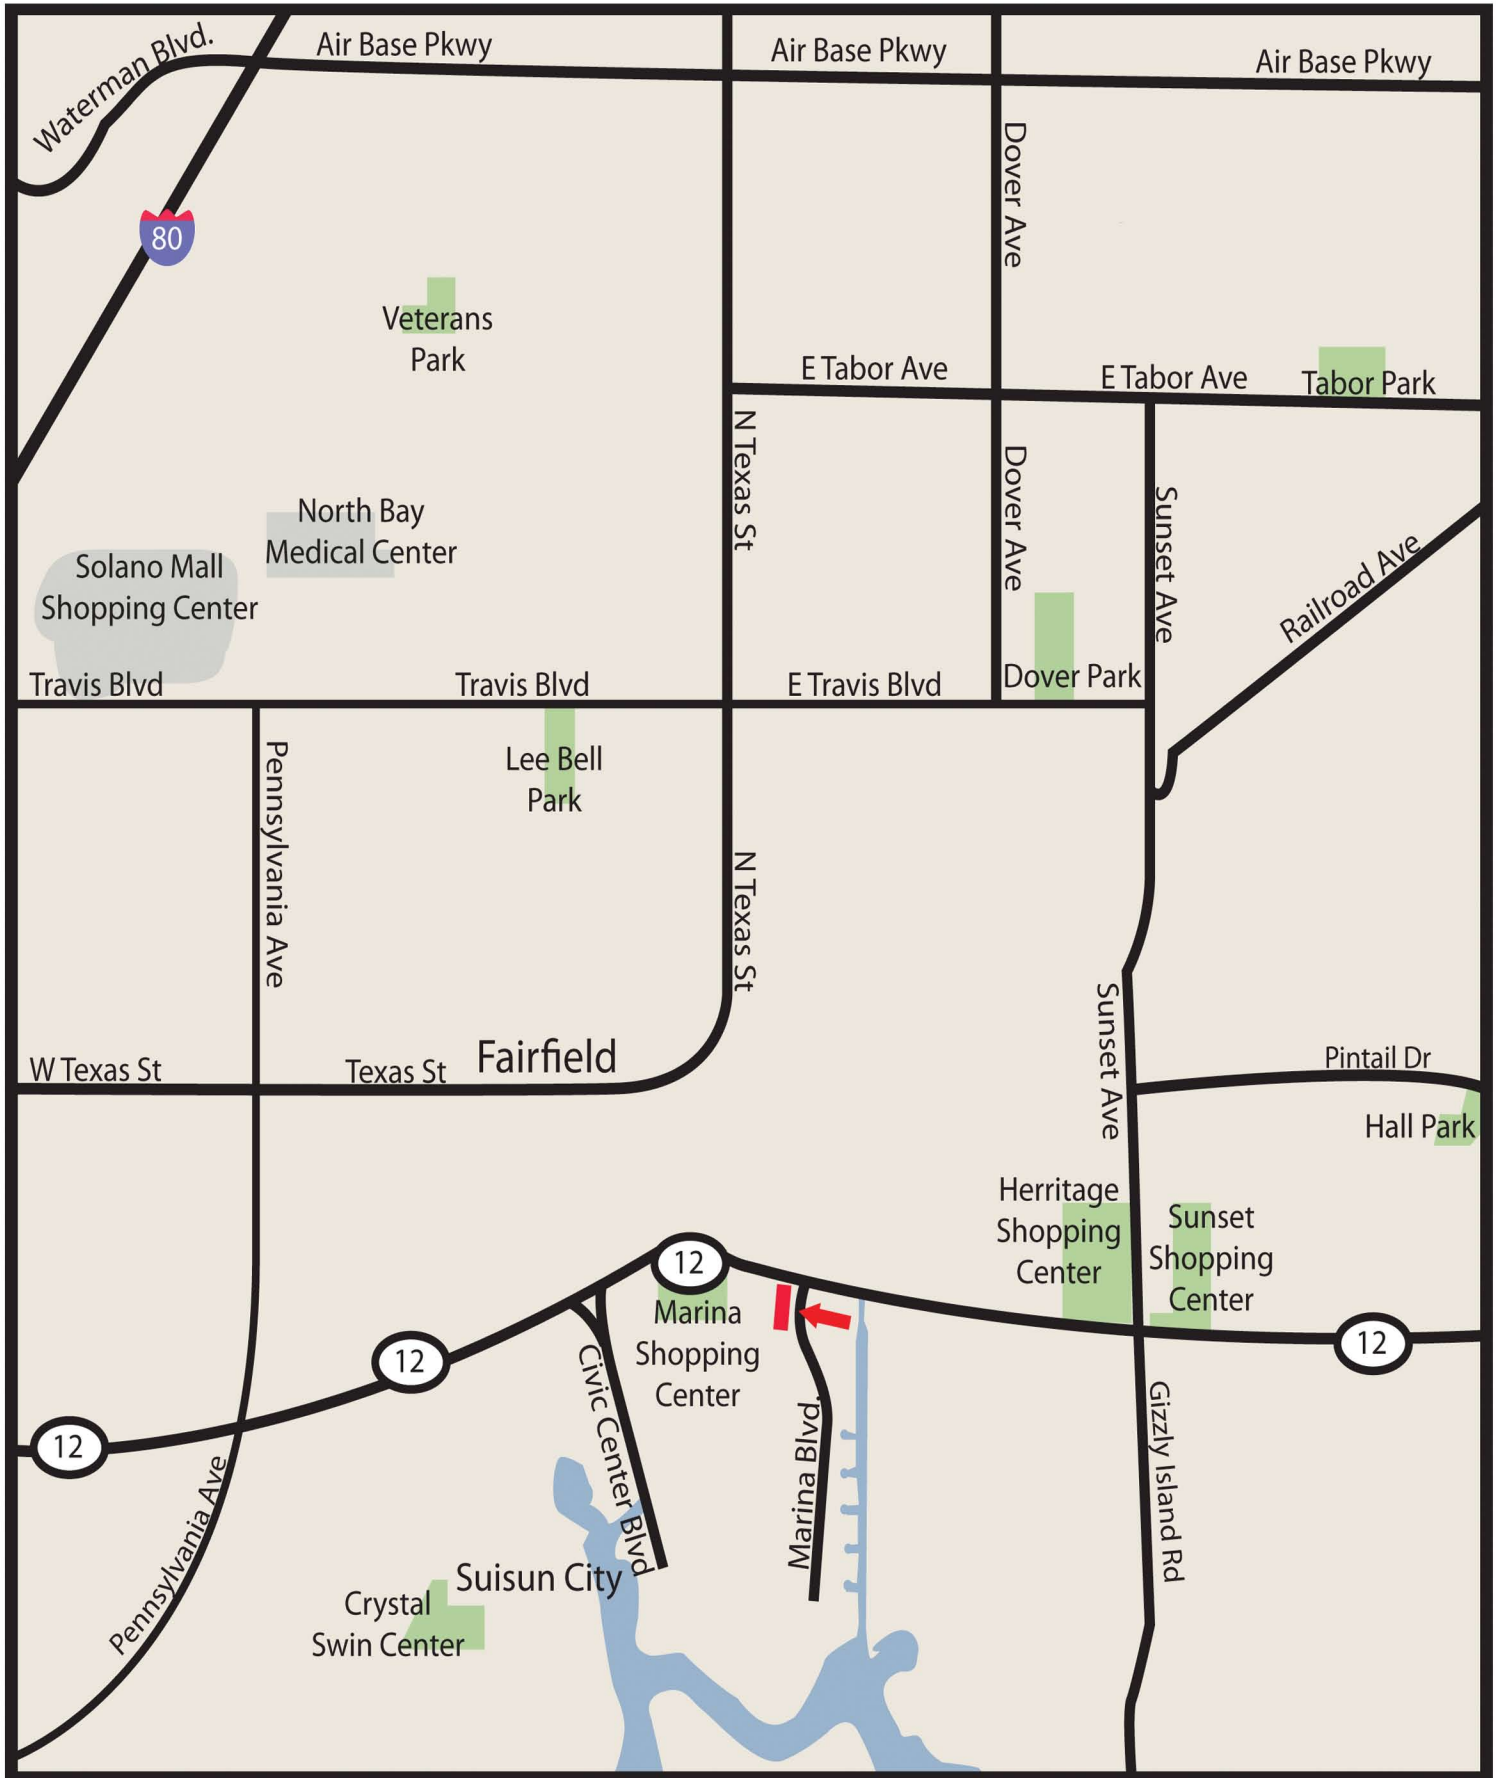 Waterman Blvd.
Air Base Pkwy
Air Base Pkwy
Air Base Pkwy
Dover Ave
80
Veterans
Park
E Tabor Ave
E Tabor Ave
Tabor Park
N Texas St
Dover Ave
Sunset Ave
Railroad Ave
North Bay
Medical Center
Solano Mall
Shopping Center
Travis Blvd
Travis Blvd
E Travis Blvd
Dover Park
Lee Bell
Park
Pennsylvania Ave
N Texas St
Sunset Ave
W Texas St
Texas St
Fairfield
Pintail Dr
Hall Park
Herritage
Shopping
Center
Sunset
Shopping
Center
12
Marina
Shopping
Center
12
12
12
Civic Center Blvd
Marina Blvd.
Gizzly Island Rd
Pennsylvania Ave
Suisun City
Crystal
Swin Center